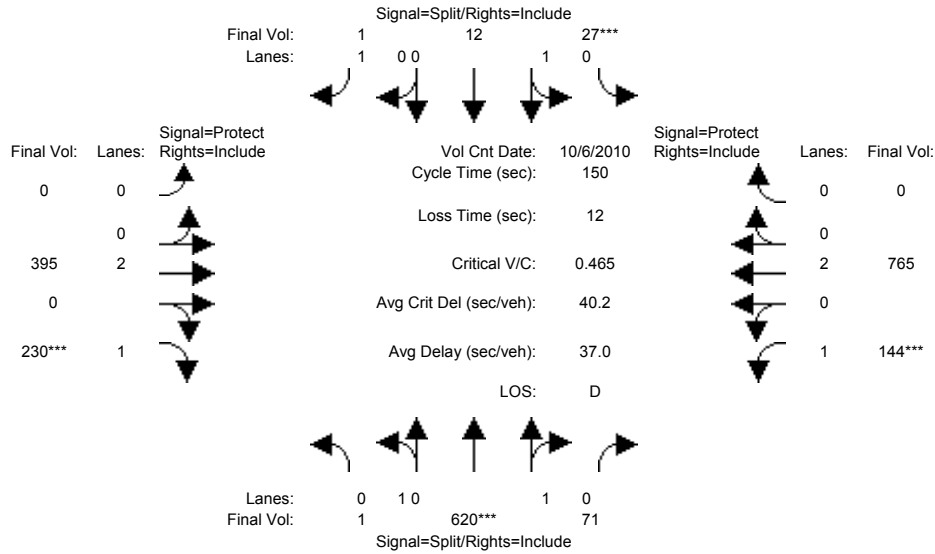 Signal=Split/Rights=Include
Final Vol: 1 12 27***
Lanes: 1 0 0 1 0
Signal=Protect Signal=Protect
Final Vol: Lanes: Rights=Include Vol Cnt Date: 10/6/2010 Rights=Include Lanes: Final Vol:
Cycle Time (sec): 150
0 0 0 0
Loss Time (sec): 12
0 0
395 2 Critical V/C: 0.465 2 765
0 Avg Crit Del (sec/veh): 40.2 0
230*** 1 Avg Delay (sec/veh): 37.0 1 144***
LOS: D
Lanes: 0 1 0 1 0
Final Vol: 1 620*** 71
Signal=Split/Rights=Include